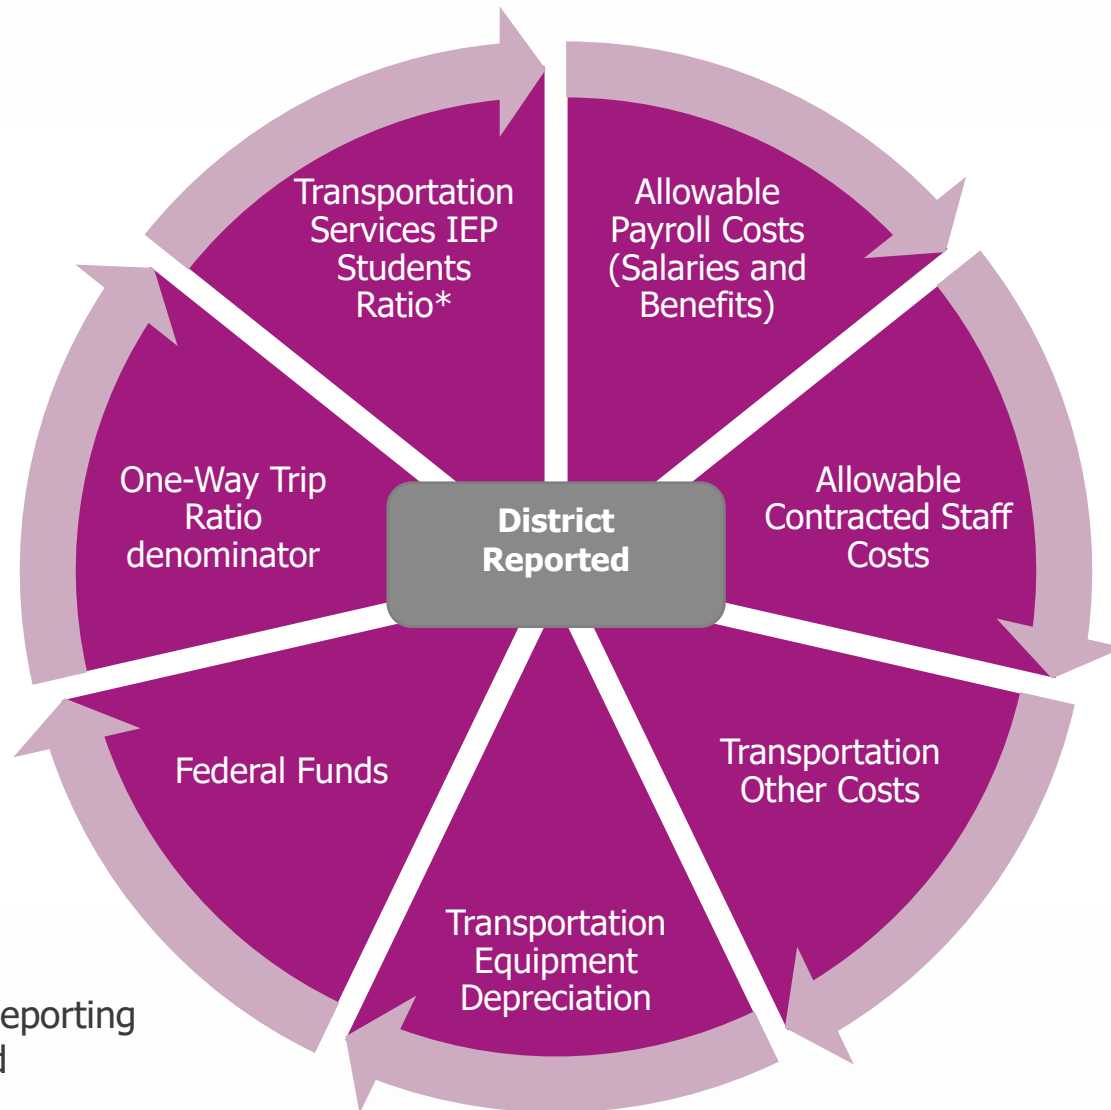 Transportation
Services IEP
Students
Ratio*
Allowable
Payroll Costs
(Salaries and
Benefits)
One-Way Trip
Ratio
denominator
District
Reported
Allowable
Contracted Staff
Costs
Federal Funds
Transportation
Other Costs
Transportation
Equipment
Depreciation
eporting